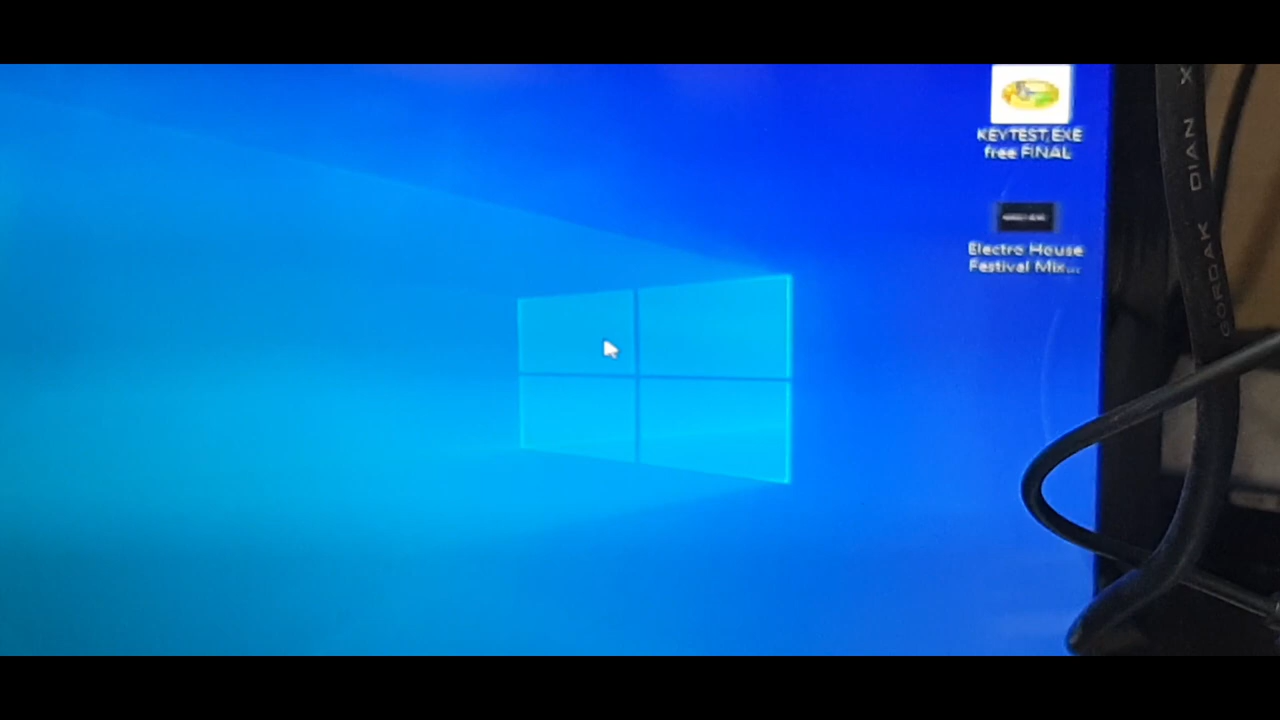 KEYTEST.EXE
free FINAL
Electro House
Festival Mix...
GORDAK DIAN X